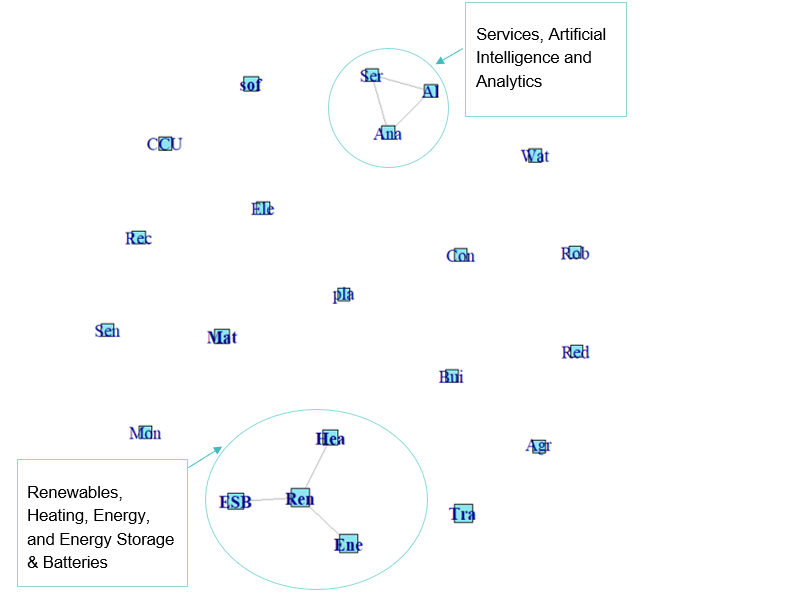 Services, Artificial
Intelligence and
Analytics
Ser
sof
AI
Ana
CCU
Wat
Ele
Rec
Con
Rob
pla
Sen
Mat
Red
Bui
Mon
Hea
Agr
Renewables,
Heating, Energy,
and Energy Storage
& Batteries
ESB
Ren
Tra
Ene